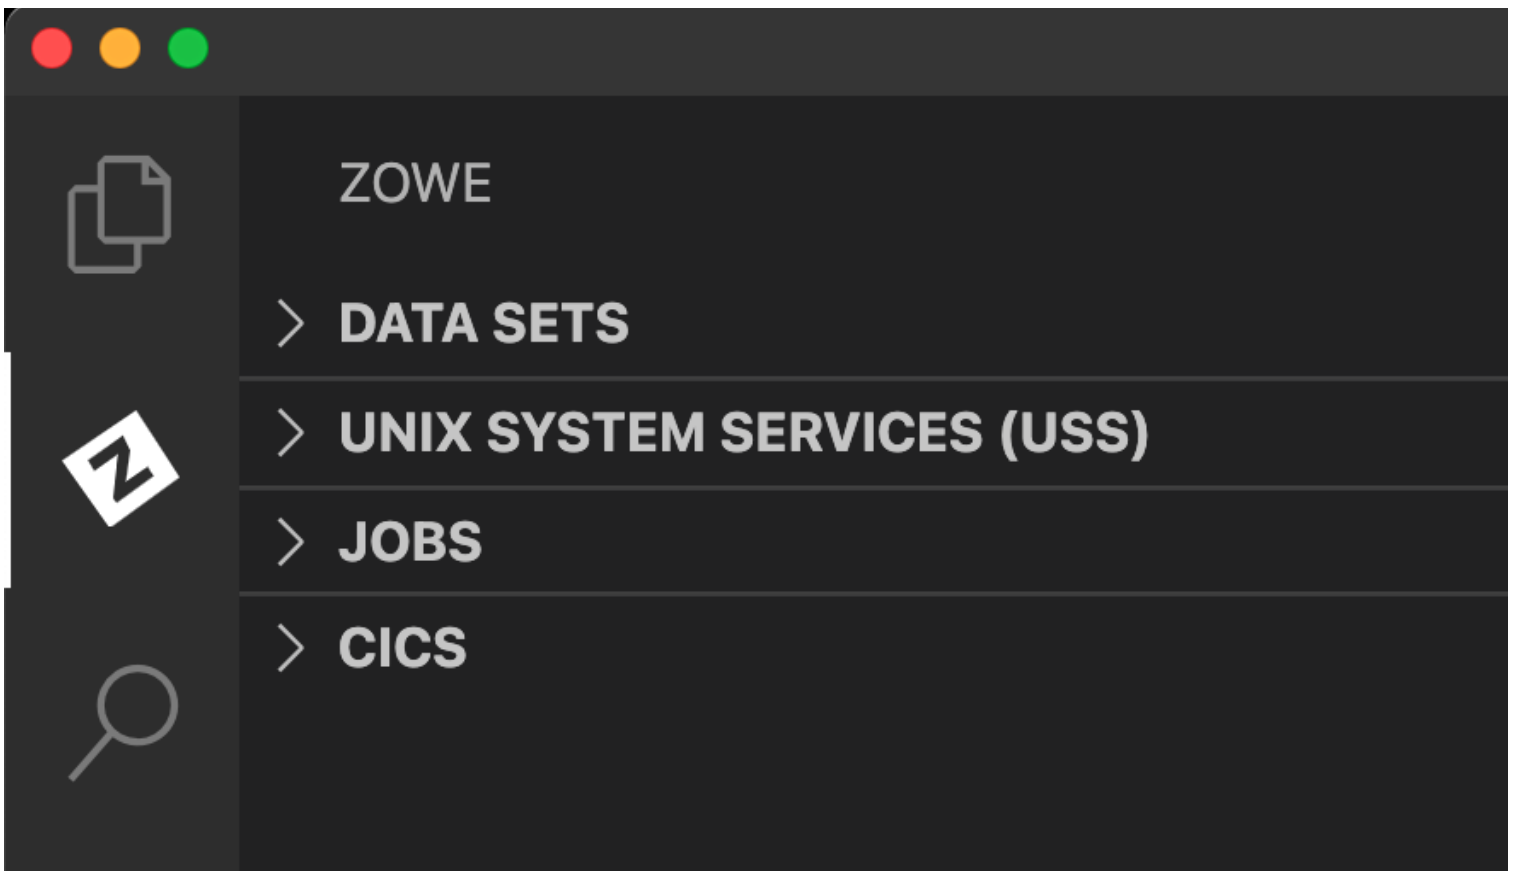 ZOWE
DATA SETS
UNIX SYSTEM SERVICES (USS)
Z
JOBS
CICS